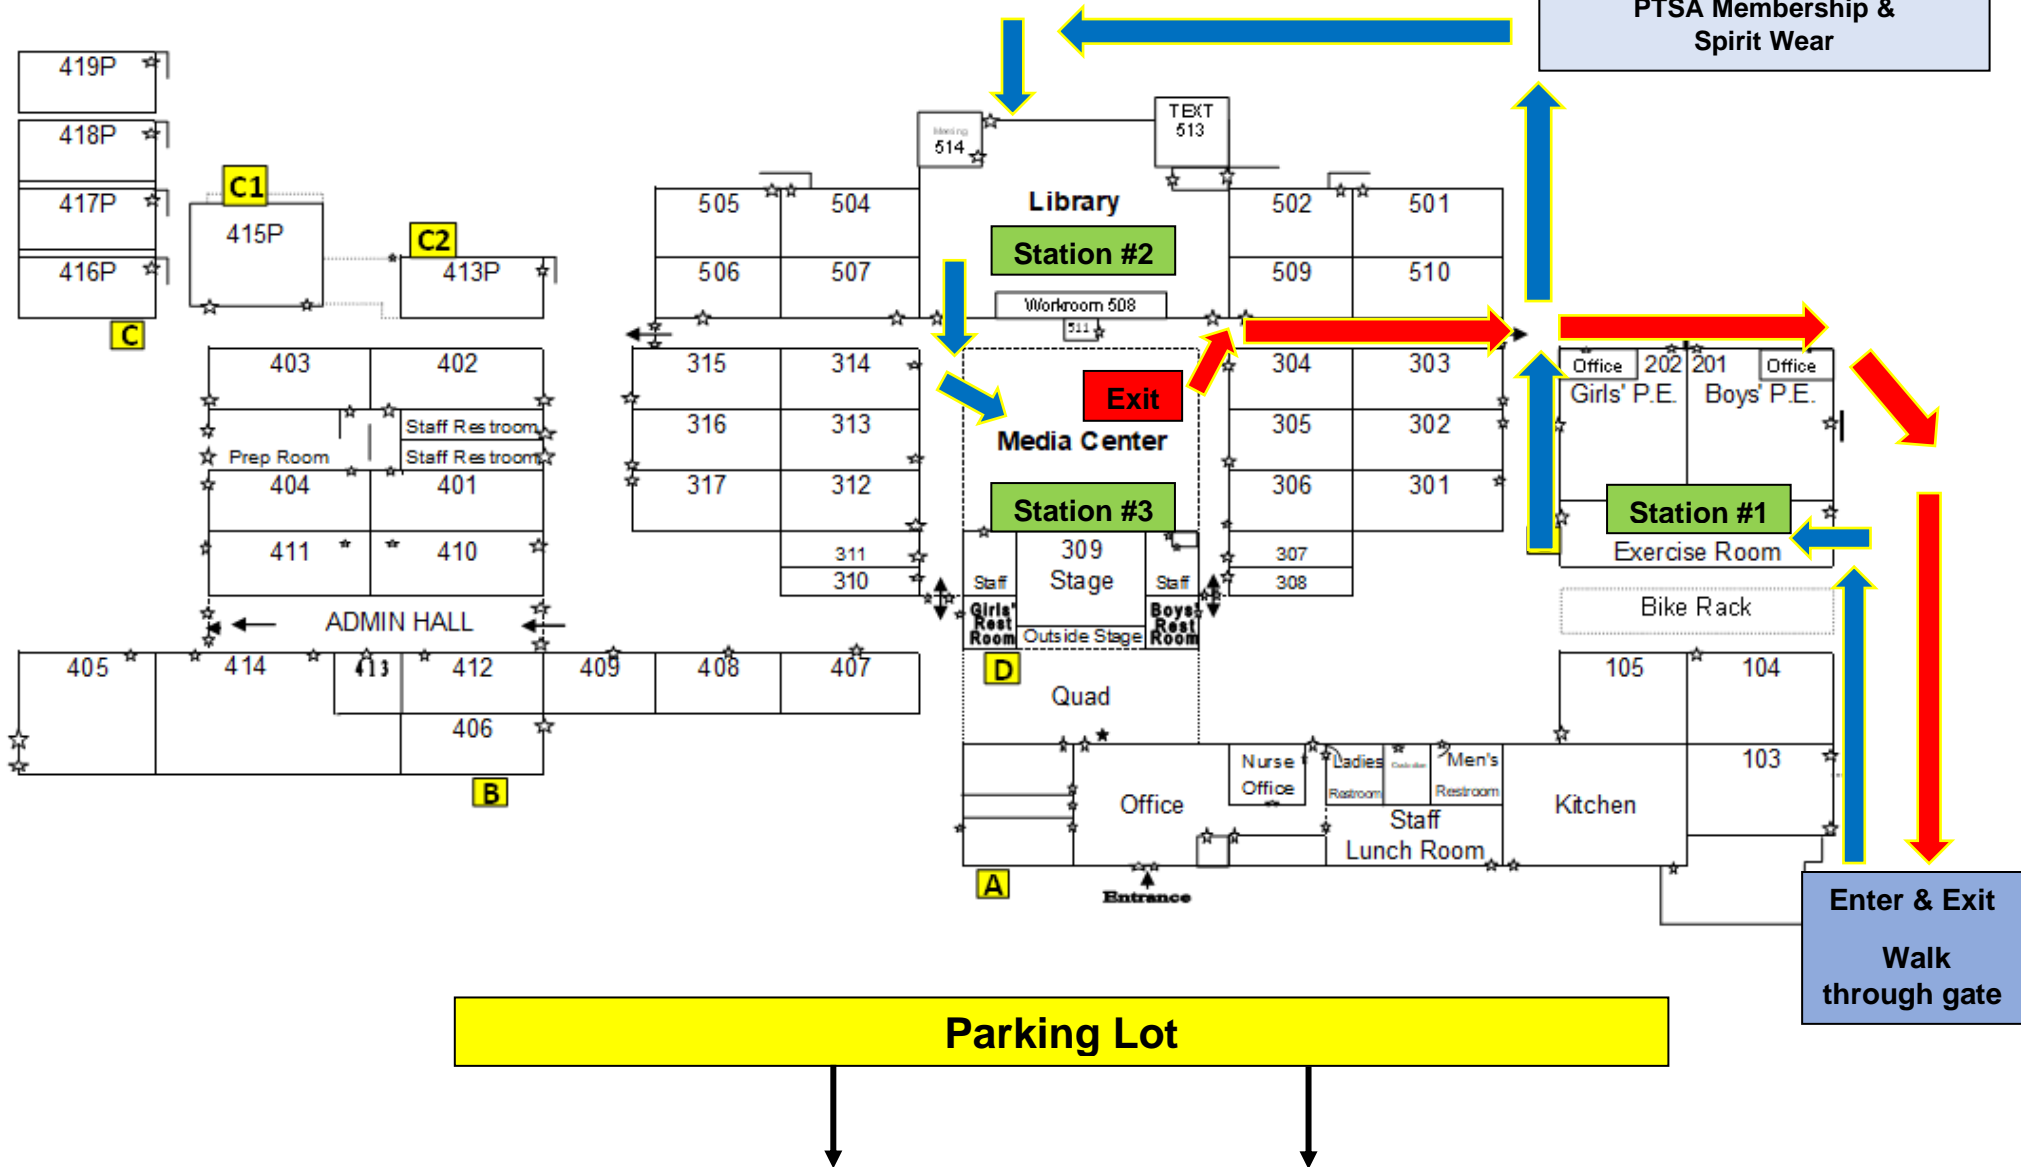 PTSA Membership &
Spirit Wear
419P
418P
417P
416P
C
C1
415P
C2
413P
514
TEXT
513
505
504
Library
502
501
Station #2
506
507
509
510
Workroom 508
511
403
402
315
314
304
303
Office
202
201
Office
Girls' P.E.
Boys' P.E.
Exit
Staff Restroom
316
313
305
302
Media Center
Prep Room
Staff Restroom
404
401
317
312
306
301
Station #3
Station #1
411
410
311
309
307
Exercise Room
310
Staff
Stage
Staff
308
Girls'
Rest
Room
Outside Stage
Boys'
Rest
Room
Bike Rack
ADMIN HALL
405
414
413
412
409
408
407
D
105
104
Quad
406
B
Nurse
Office
Ladies
Restroom
Men's
Restroom
103
Office
Kitchen
Staff
Lunch Room
A
Entrance
Enter & Exit
Walk
through gate
Parking Lot